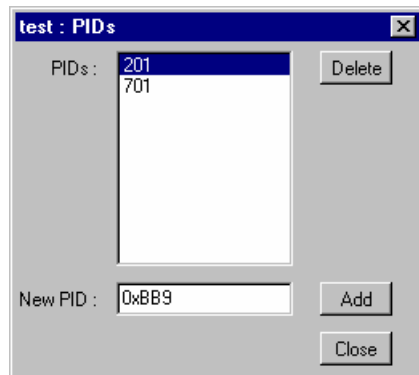 test : PIDs
PIDs :
201
Delete
701
New PID :
0xBB9
Add
Close